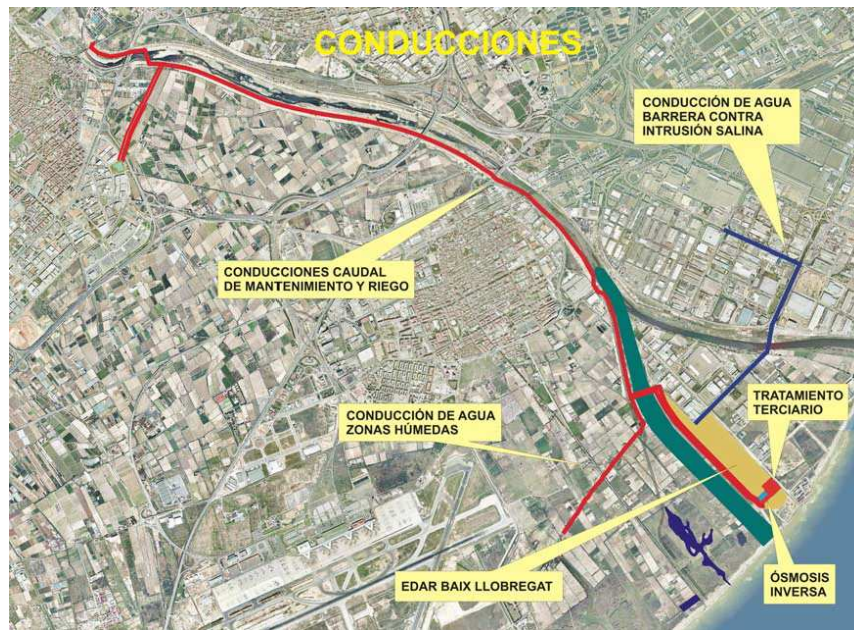 CONDUCCIONES
CONDUCCIÓN DE AGUA
BARRERA CONTRA
INTRUSIÓN SALINA
CONDUCCIONES CAUDAL
DE MANTENIMIENTO Y RIEGO
CONDUCCIÓN DE AGUA
ZONAS HÚMEDAS
TRATAMIENTO
TERCIARIO
EDAR BAIX LLOBREGAT
ÓSMOSIS
INVERSA